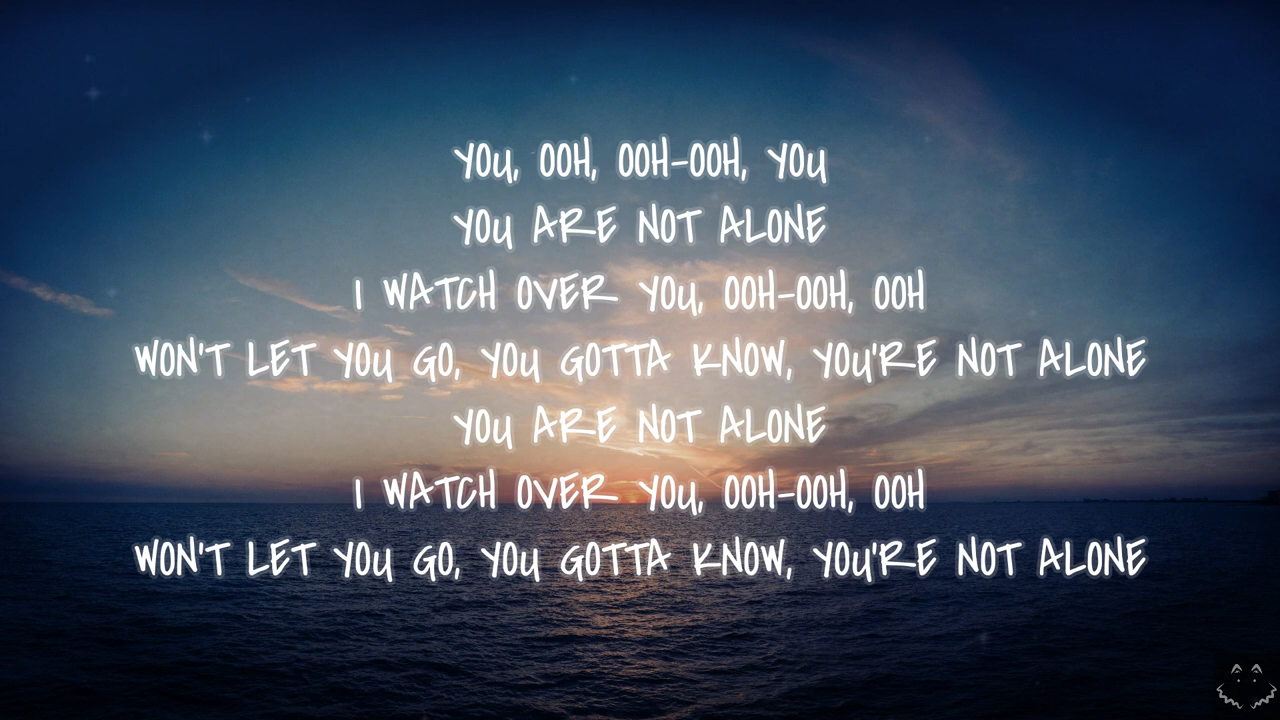 YOU, OOH, OOH-OOH, YOU
YOU ARE NOT ALONE
I WATCH OVER YOU, OOH-OOH, OOH
WON'T LET YOU GO, YOU GOTTA KNOW, YOU'RE NOT ALONE
YOU ARE NOT ALONE
I WATCH OVER YOU, OOH-OOH, OOH
WON'T LET YOU GO, YOU GOTTA KNOW, YOU'RE NOT ALONE